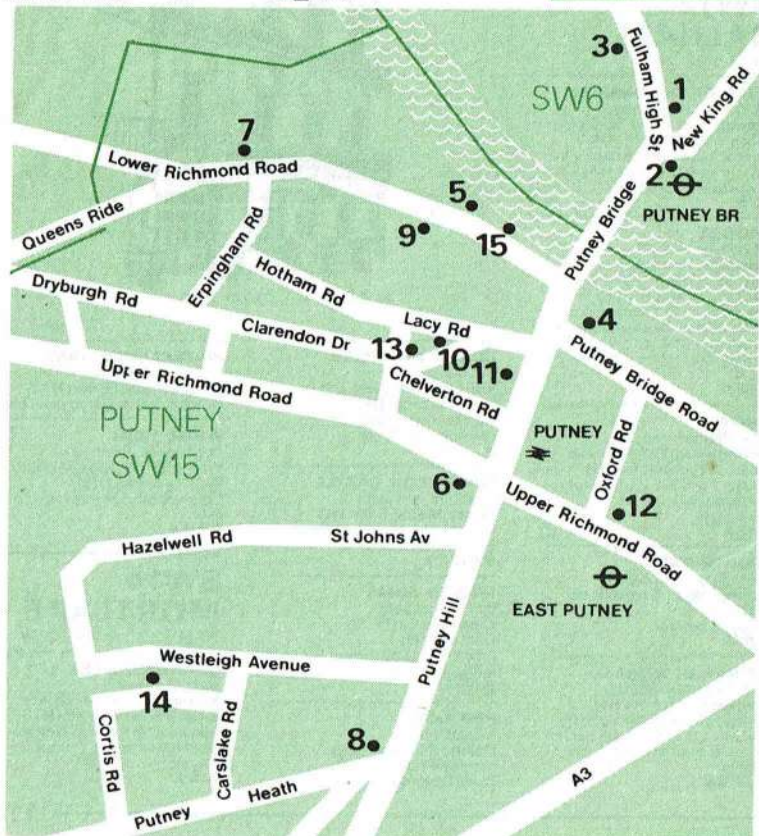 3
Fulham High St
SW6
1
New King Rd
7
2
Lower Richmond Road
PUTNEY BR
5
Putney Bridge
Queens Ride
9
15
Erpingham Rd
Hotham Rd
Dryburgh Rd
Lacy Rd
4
Clarendon Dr
13
10
11
Putney Bridge Road
Upper Richmond Road
Chelverton Rd
PUTNEY
SW15
PUTNEY
Oxford Rd
6
12
Upper Richmond Road
Hazelwell Rd
St Johns Av
EAST PUTNEY
Putney Hill
Westleigh Avenue
14
Cortis Rd
Carslake Rd
8
A3
Putney Heath